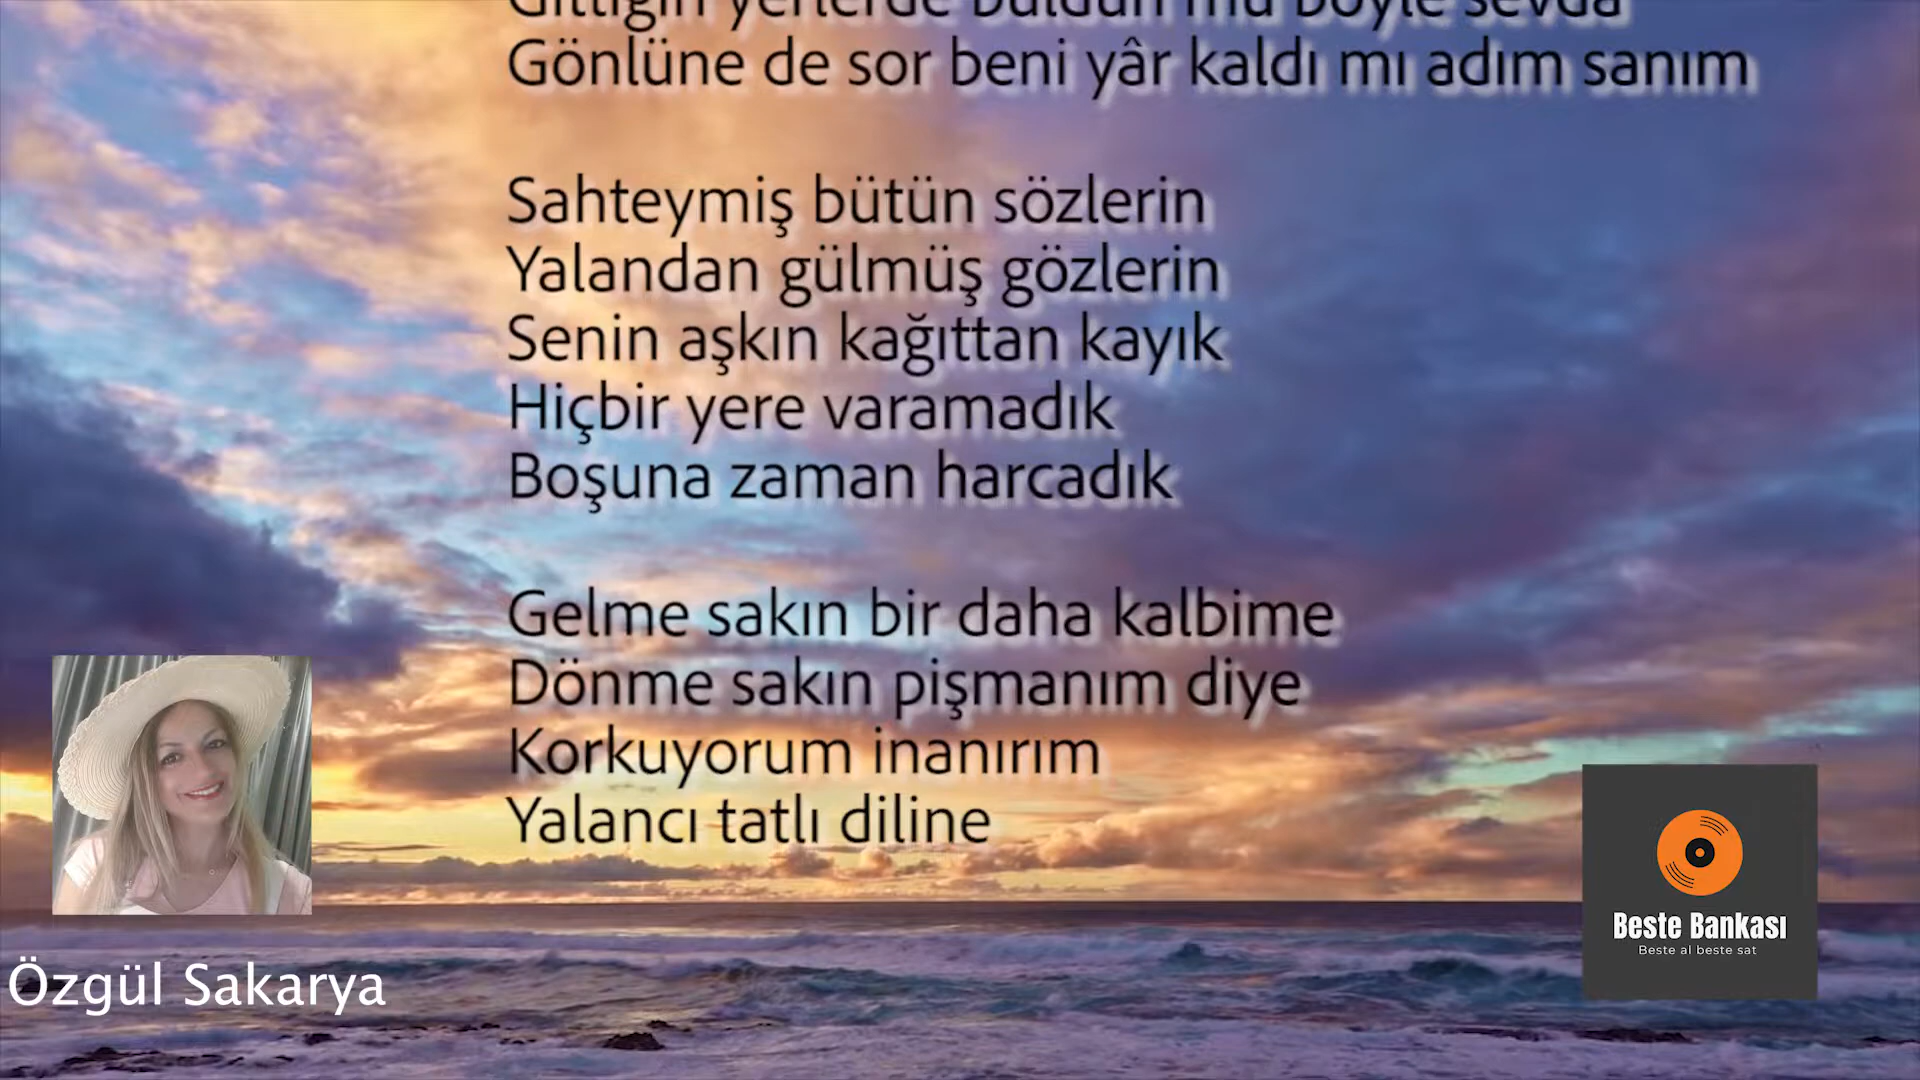 Gittiğin yerlerde buldun mu böyle sevda
Gönlüne de sor beni yâr kaldı mı adım sanım
Sahteymiş bütün sözlerin
Yalandan gülmüş gözlerin
Senin aşkın kağıttan kayık
Hiçbir yere varamadık
Boşuna zaman harcadık
Gelme sakın bir daha kalbime
Dönme sakın pişmanım diye
Korkuyorum inanırım
Yalancı tatlı diline
Özgül Sakarya
Beste Bankası
Beste al beste sat